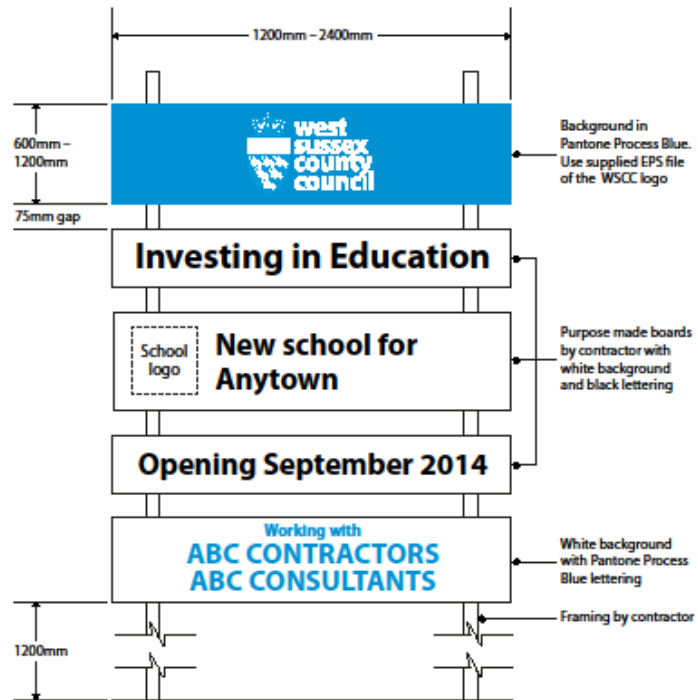 1200mm – 2400mm
600mm –
1200mm
75mm gap
west
sussex
county
council
Background in
Pantone Process Blue.
Use supplied EPS file
of the WSCC logo
Investing in Education
School
logo
New school for
Anytown
Purpose made boards
by contractor with
white background
and black lettering
Opening September 2014
Working with
ABC CONTRACTORS
ABC CONSULTANTS
White background
with Pantone Process
Blue lettering
Framing by contractor
1200mm